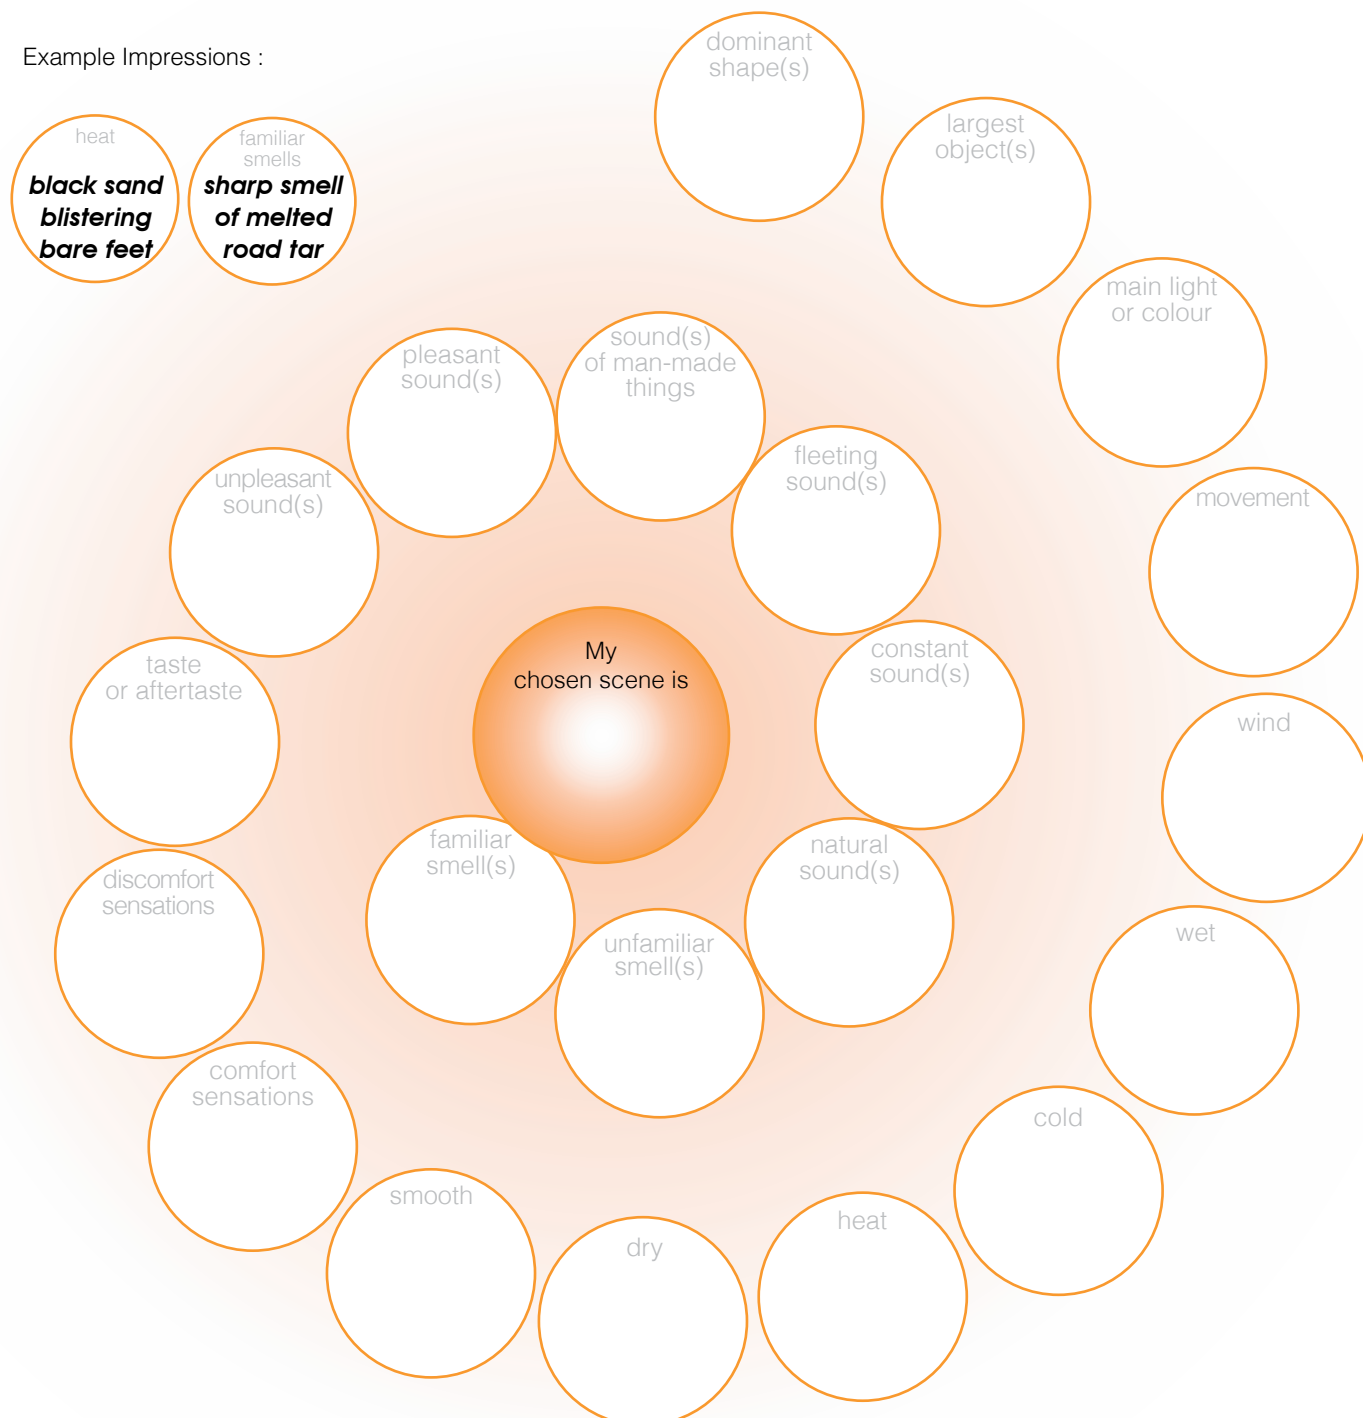 Example Impressions :
heat
black sand
blistering
bare feet
familiar
smells
sharp smell
of melted
road tar
dominant
shape(s)
largest
object(s)
main light
or colour
movement
wind
wet
cold
heat
dry
smooth
comfort
sensations
discomfort
sensations
taste
or aftertaste
unpleasant
sound(s)
pleasant
sound(s)
sound(s)
of man-made
things
fleeting
sound(s)
constant
sound(s)
natural
sound(s)
unfamiliar
smell(s)
familiar
smell(s)
My
chosen scene is